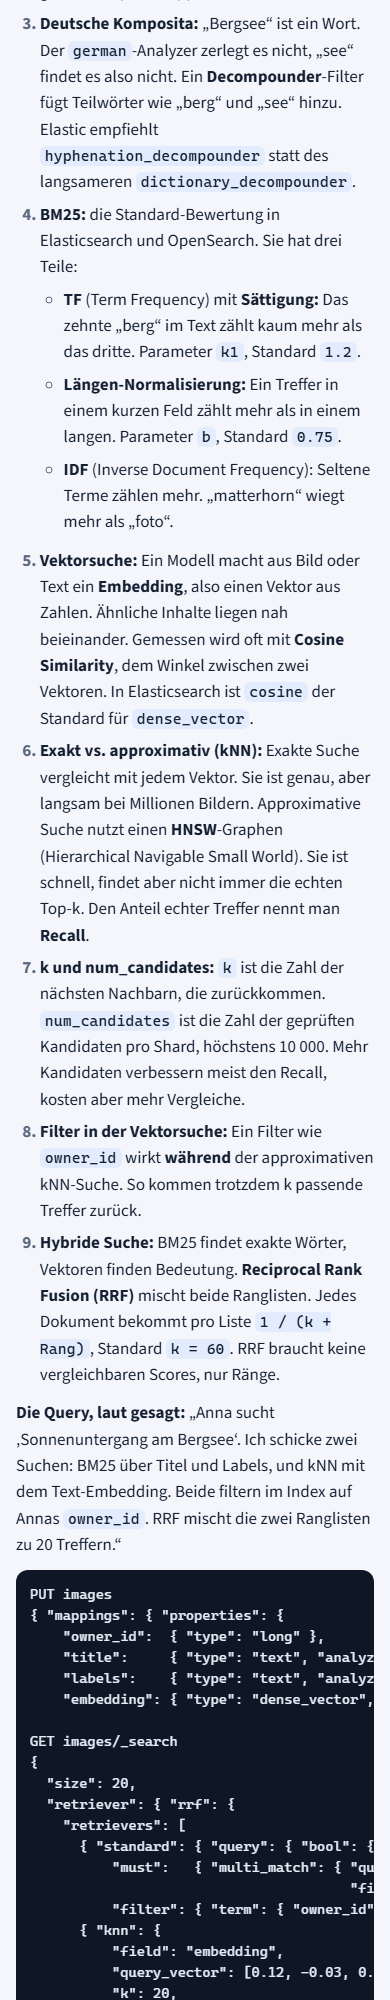 3. Deutsche Komposita: „Bergsee“ ist ein Wort.
Der german-Analyzer zerlegt es nicht, „see“
findet es also nicht. Ein Decompounder-Filter
fügt Teilwörter wie „berg“ und „see“ hinzu.
Elastic empfiehlt
hyphenation_decompounder statt des
langsameren dictionary_decompounder.
4. BM25: die Standard-Bewertung in
Elasticsearch und OpenSearch. Sie hat drei
Teile:
◦ TF (Term Frequency) mit Sättigung: Das
zehnte „berg“ im Text zählt kaum mehr als
das dritte. Parameter k1, Standard 1.2.
◦ Längen-Normalisierung: Ein Treffer in
einem kurzen Feld zählt mehr als in einem
langen. Parameter b, Standard 0.75.
◦ IDF (Inverse Document Frequency): Seltene
Terme zählen mehr. „matterhorn“ wiegt
mehr als „foto“.
5. Vektorsuche: Ein Modell macht aus Bild oder
Text ein Embedding, also einen Vektor aus
Zahlen. Ähnliche Inhalte liegen nah
beieinander. Gemessen wird oft mit Cosine
Similarity, dem Winkel zwischen zwei
Vektoren. In Elasticsearch ist cosine der
Standard für dense_vector.
6. Exakt vs. approximativ (kNN): Exakte Suche
vergleicht mit jedem Vektor. Sie ist genau, aber
langsam bei Millionen Bildern. Approximative
Suche nutzt einen HNSW-Graphen
(Hierarchical Navigable Small World). Sie ist
schnell, findet aber nicht immer die echten
Top-k. Den Anteil echter Treffer nennt man
Recall.
7. k und num_candidates: k ist die Zahl der
nächsten Nachbarn, die zurückkommen.
num_candidates ist die Zahl der geprüften
Kandidaten pro Shard, höchstens 10 000. Mehr
Kandidaten verbessern meist den Recall,
kosten aber mehr Vergleiche.
8. Filter in der Vektorsuche: Ein Filter wie
owner_id wirkt während der approximativen
kNN-Suche. So kommen trotzdem k passende
Treffer zurück.
9. Hybride Suche: BM25 findet exakte Wörter,
Vektoren finden Bedeutung. Reciprocal Rank
Fusion (RRF) mischt beide Ranglisten. Jedes
Dokument bekommt pro Liste 1 / (k +
Rang), Standard k = 60. RRF braucht keine
vergleichbaren Scores, nur Ränge.
Die Query, laut gesagt: „Anna sucht
‚Sonnenuntergang am Bergsee‘. Ich schicke zwei
Suchen: BM25 über Titel und Labels, und kNN mit
dem Text-Embedding. Beide filtern im Index auf
Annas owner_id. RRF mischt die zwei Ranglisten
zu 20 Treffern.“
PUT images
{ "mappings": { "properties": {
"owner_id": { "type": "long" },
"title": { "type": "text", "analyz
"labels": { "type": "text", "analyz
"embedding": { "type": "dense_vector",
GET images/_search
{
"size": 20,
"retriever": { "rrf": {
"retrievers": [
{ "standard": { "query": { "bool": {
"must": { "multi_match": { "qu
"fi
"filter": { "term": { "owner_id"
{ "knn": {
"field": "embedding",
"query_vector": [0.12, −0.03, 0.
"k": 20,